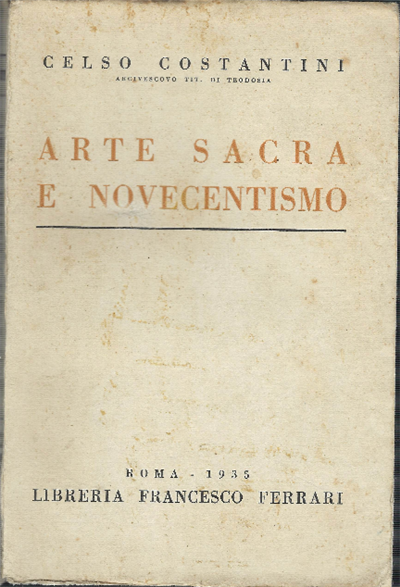 CELSO COSTANTINI
ARCIVESCOVO TIT. DI TEODOSIA
ARTE SACRA
E NOVECENTISMO
ROMA - 1935
LIBRERIA FRANCESCO FERRARI